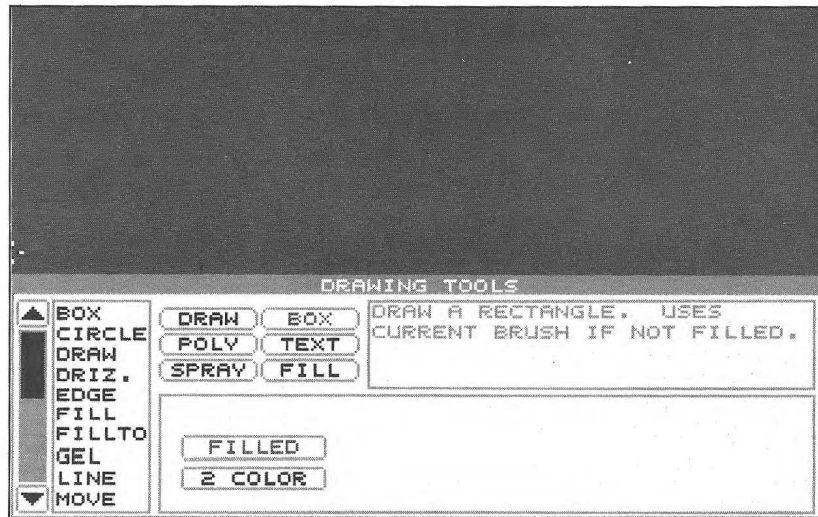 DRAWING TOOLS
BOX
CIRCLE
DRAW
DRIZ.
EDGE
FILL
FILLTO
GEL
LINE
MOVE
DRAW BOX
POLY TEXT
SPRAY FILL
DRAW A RECTANGLE. USES
CURRENT BRUSH IF NOT FILLED.
FILLED
2 COLOR